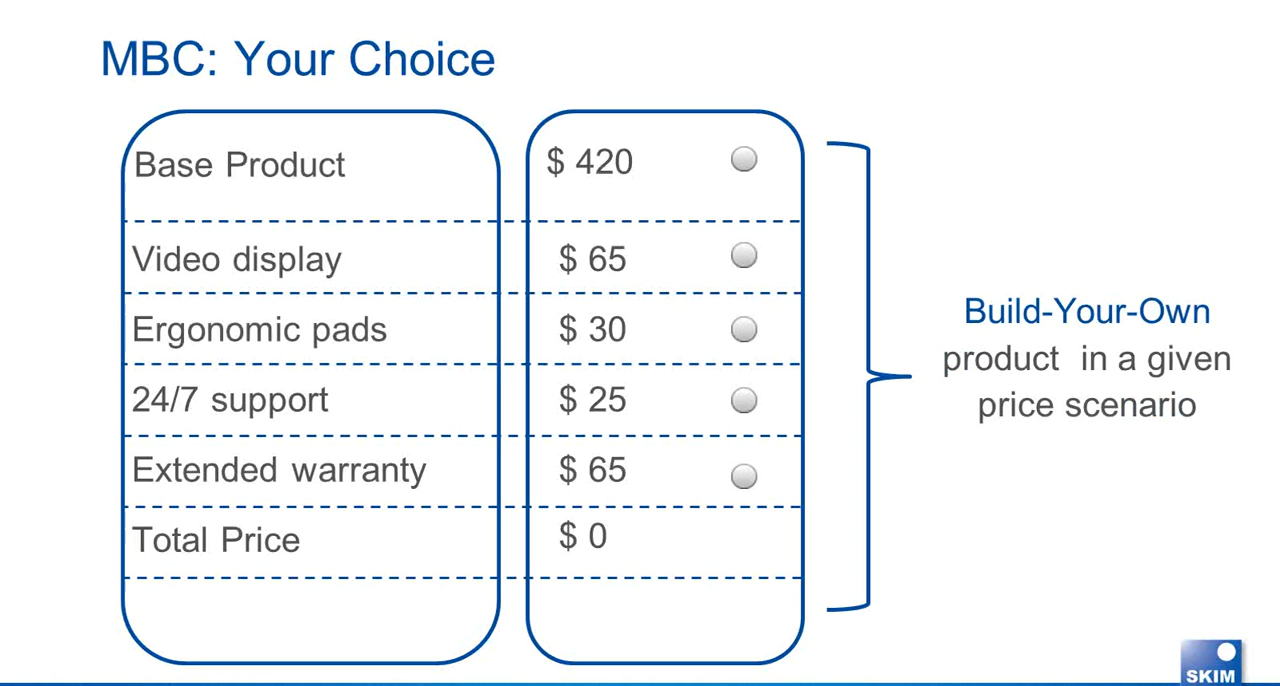 MBC: Your Choice
Base Product $ 420
Video display $ 65
Ergonomic pads $ 30
24/7 support $ 25
Extended warranty $ 65
Total Price $ 0
Build-Your-Own
product in a given
price scenario
SKIM